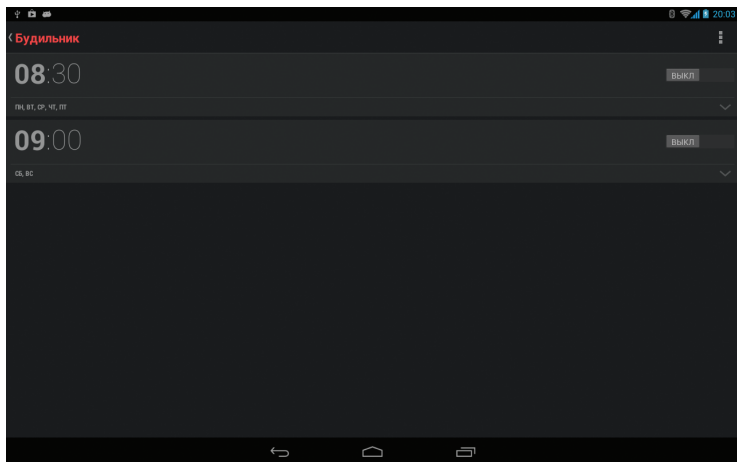 20:03
Будильник
08:30
ВЫКЛ
ПН, ВТ, СР, ЧТ, ПТ
09:00
ВЫКЛ
СБ, ВС